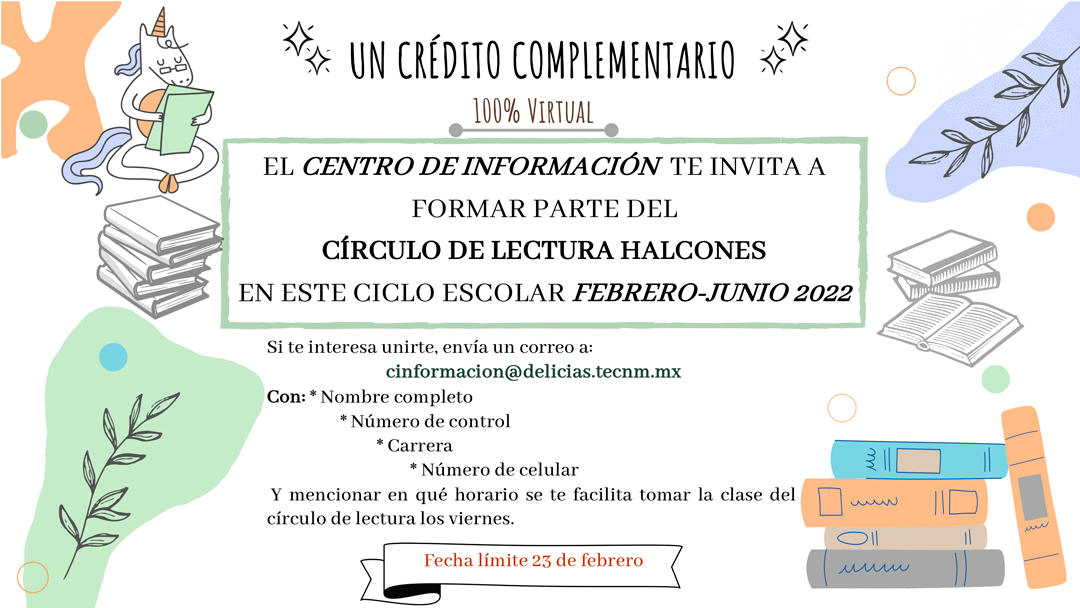 UN CRÉDITO COMPLEMENTARIO
100% Virtual
EL CENTRO DE INFORMACIÓN TE INVITA A
FORMAR PARTE DEL
CÍRCULO DE LECTURA HALCONES
EN ESTE CICLO ESCOLAR FEBRERO-JUNIO 2022
Si te interesa unirte, envía un correo a:
cinformacion@delicias.tecnm.mx
Con: * Nombre completo
* Número de control
* Carrera
* Número de celular
Y mencionar en qué horario se te facilita tomar la clase del
círculo de lectura los viernes.
Fecha límite 23 de febrero